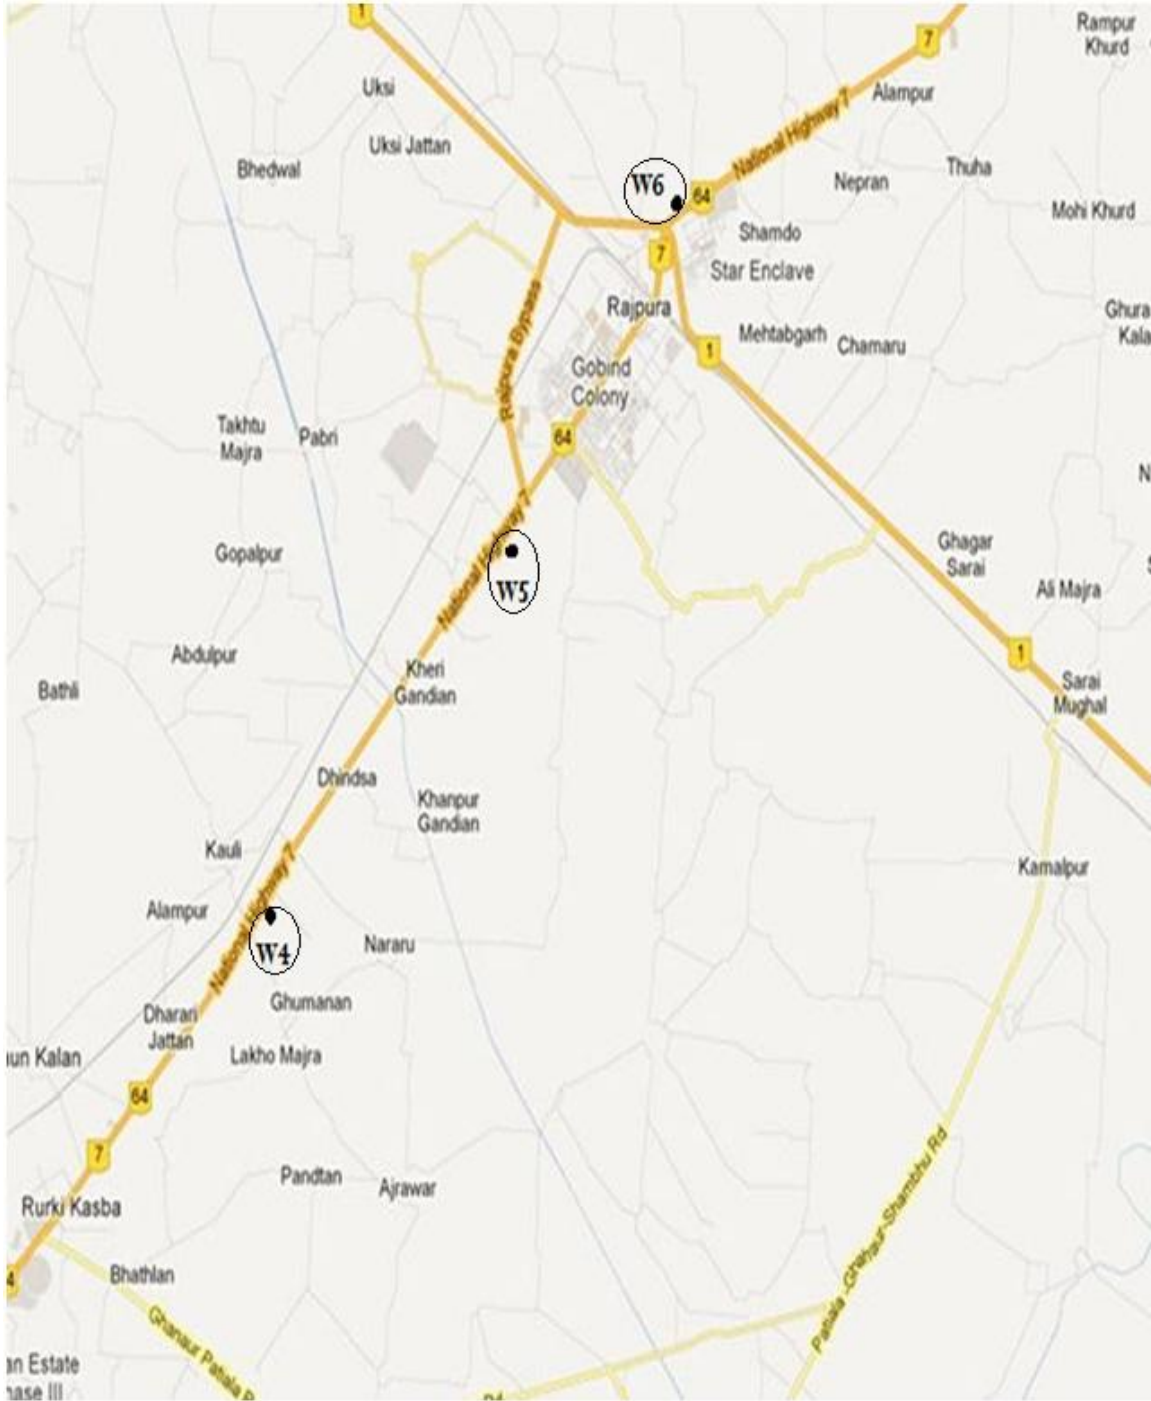 1
7
Rampur
Khurd
Uksi
Alampur
National Highway 7
Uksi Jattan
Bhedwal
Thuha
Nepran
W6
64
Mohi Khurd
Shamdo
7
Star Enclave
Rajpura
Rajpura Bypass
Ghura
Kala
Mehtabgarh
Chamaru
1
Gobind
Colony
Takhtu
Majra
Pabri
64
N
National Highway 7
Gopalpur
Ghagar
Sarai
W5
Ali Majra
S
Abdulpur
Kheri
Gandian
1
Bathli
Sarai
Mughal
Dhindsa
Khanpur
Gandian
Kauli
Kamalpur
National Highway 7
Alampur
W4
Nararu
Ghumanan
Dharari
Jattan
un Kalan
Lakho Majra
64
7
Pandtan
Ajrawar
Rurki Kasba
Patiala -Ghanaur-Shambhu Rd
Bhathlan
4
Ghanaur Patiala R
an Estate
hase III